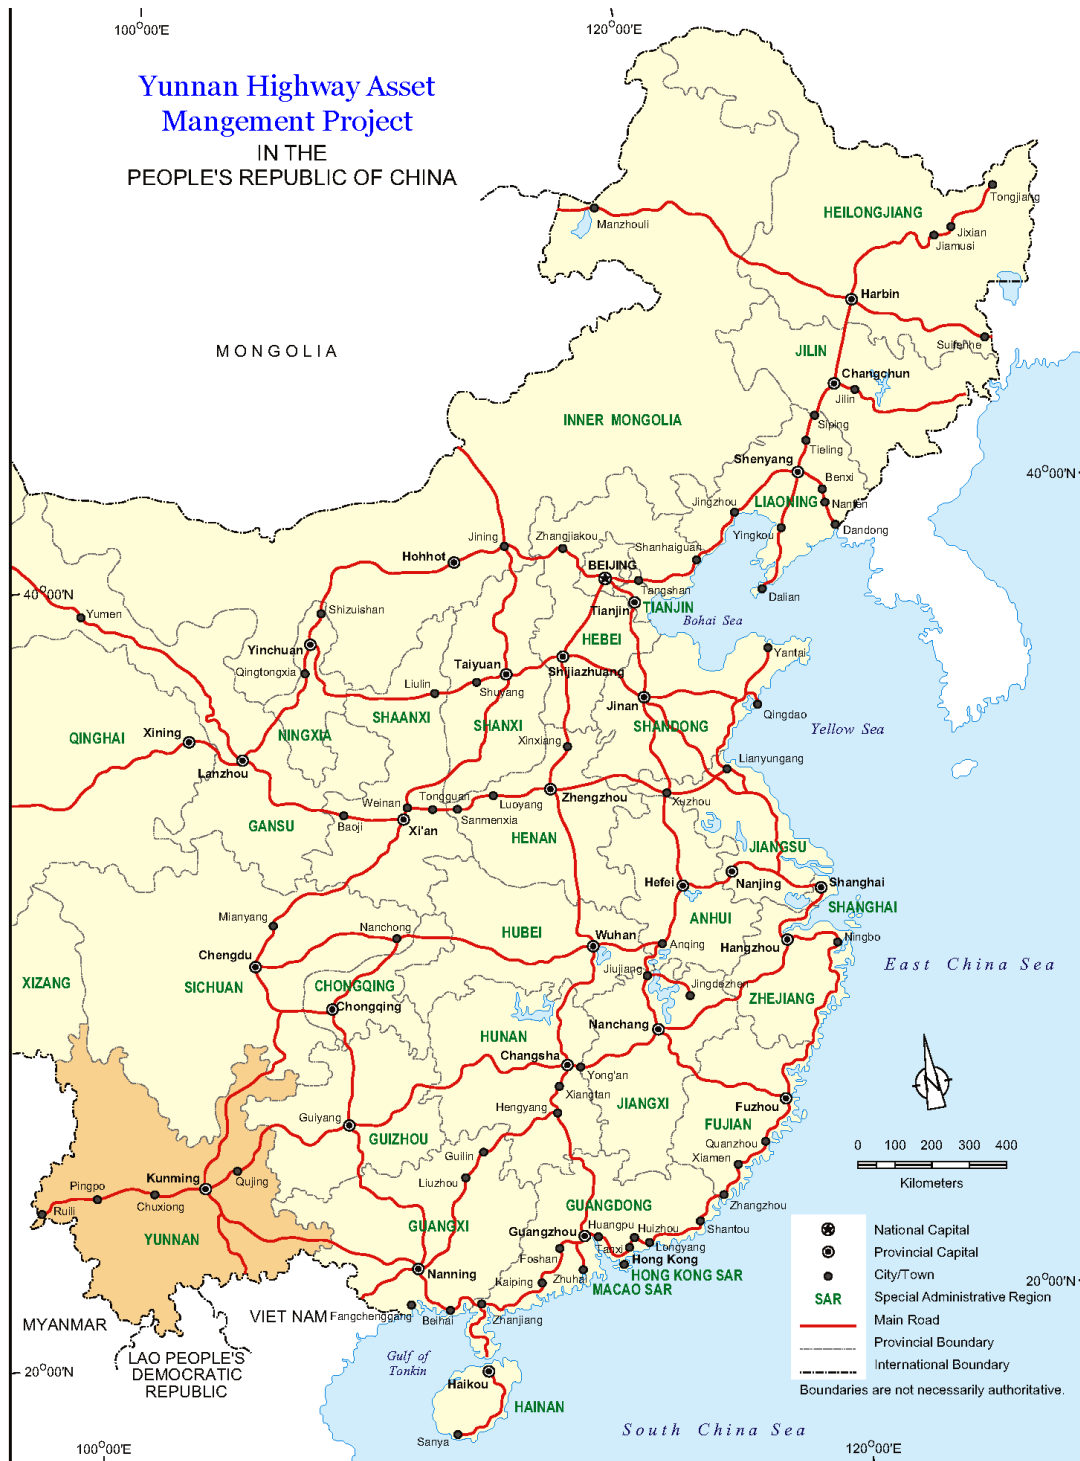 100°00'E
120°00'E
Yunnan Highway Asset
Mangement Project
IN THE
PEOPLE'S REPUBLIC OF CHINA
Tongjiang
HEILONGJIANG
Manzhouli
Jixian
Jiamusi
Harbin
MONGOLIA
JILIN
Changchun
Jilin
INNER MONGOLIA
Siping
Tieling
Shenyang
Benxi
40°00'N
Jingzhou
LIAONING
Dandong
Yingkou
Jining
Zhangjiakou
Shanhaiguan
Hohhot
BEIJING
Tangshan
Dalian
40°00'N
Shizuishan
Tianjin
TIANJIN
Yumen
Bohai Sea
HEBEI
Yinchuan
Yantai
Taiyuan
Shijiazhuang
Qingtongxia
Liulin
Shuyang
Jinan
Qingdao
SHAANXI
SHANXI
SHANDONG
Yellow Sea
QINGHAI
Xining
NINGXIA
Xinxiang
Lanzhou
Lianyungang
Weinan
Tongguan
Luoyang
Zhengzhou
Xuzhou
Sanmenxia
GANSU
Baoji
Xi'an
HENAN
JIANGSU
Hefei
Nanjing
Shanghai
SHANGHAI
Mianyang
Nanchong
HUBEI
Wuhan
ANHUI
Anqing
Hangzhou
Ningbo
Chengdu
Jiujiang
East China Sea
XIZANG
SICHUAN
CHONGQING
Jingdezhen
ZHEJIANG
Chongqing
Nanchang
HUNAN
Changsha
Yong'an
Xiangtan
Hengyang
JIANGXI
Fuzhou
Guiyang
GUIZHOU
FUJIAN
Quanzhou
Guilin
Xiamen
0 100 200 300 400
Kilometers
Kunming
Qujing
Pingpo
Liuzhou
Chuxiong
Ruili
Zhangzhou
GUANGDONG
YUNNAN
GUANGXI
Guangzhou
Huangpu
Huizhou
Shantou
Tanxi
Longyang
Foshan
Hong Kong
HONG KONG SAR
Nanning
Kaiping
Zhuhai
MACAO SAR
National Capital
Provincial Capital
City/Town
SAR
Special Administrative Region
Main Road
Provincial Boundary
International Boundary
Boundaries are not necessarily authoritative.
20°00'N
MYANMAR
VIET NAM
Fangchenggang
Beihai
Zhanjiang
LAO PEOPLE'S
DEMOCRATIC
REPUBLIC
Gulf of
Tonkin
20°00'N
Haikou
HAINAN
Sanya
South China Sea
100°00'E
120°00'E
N